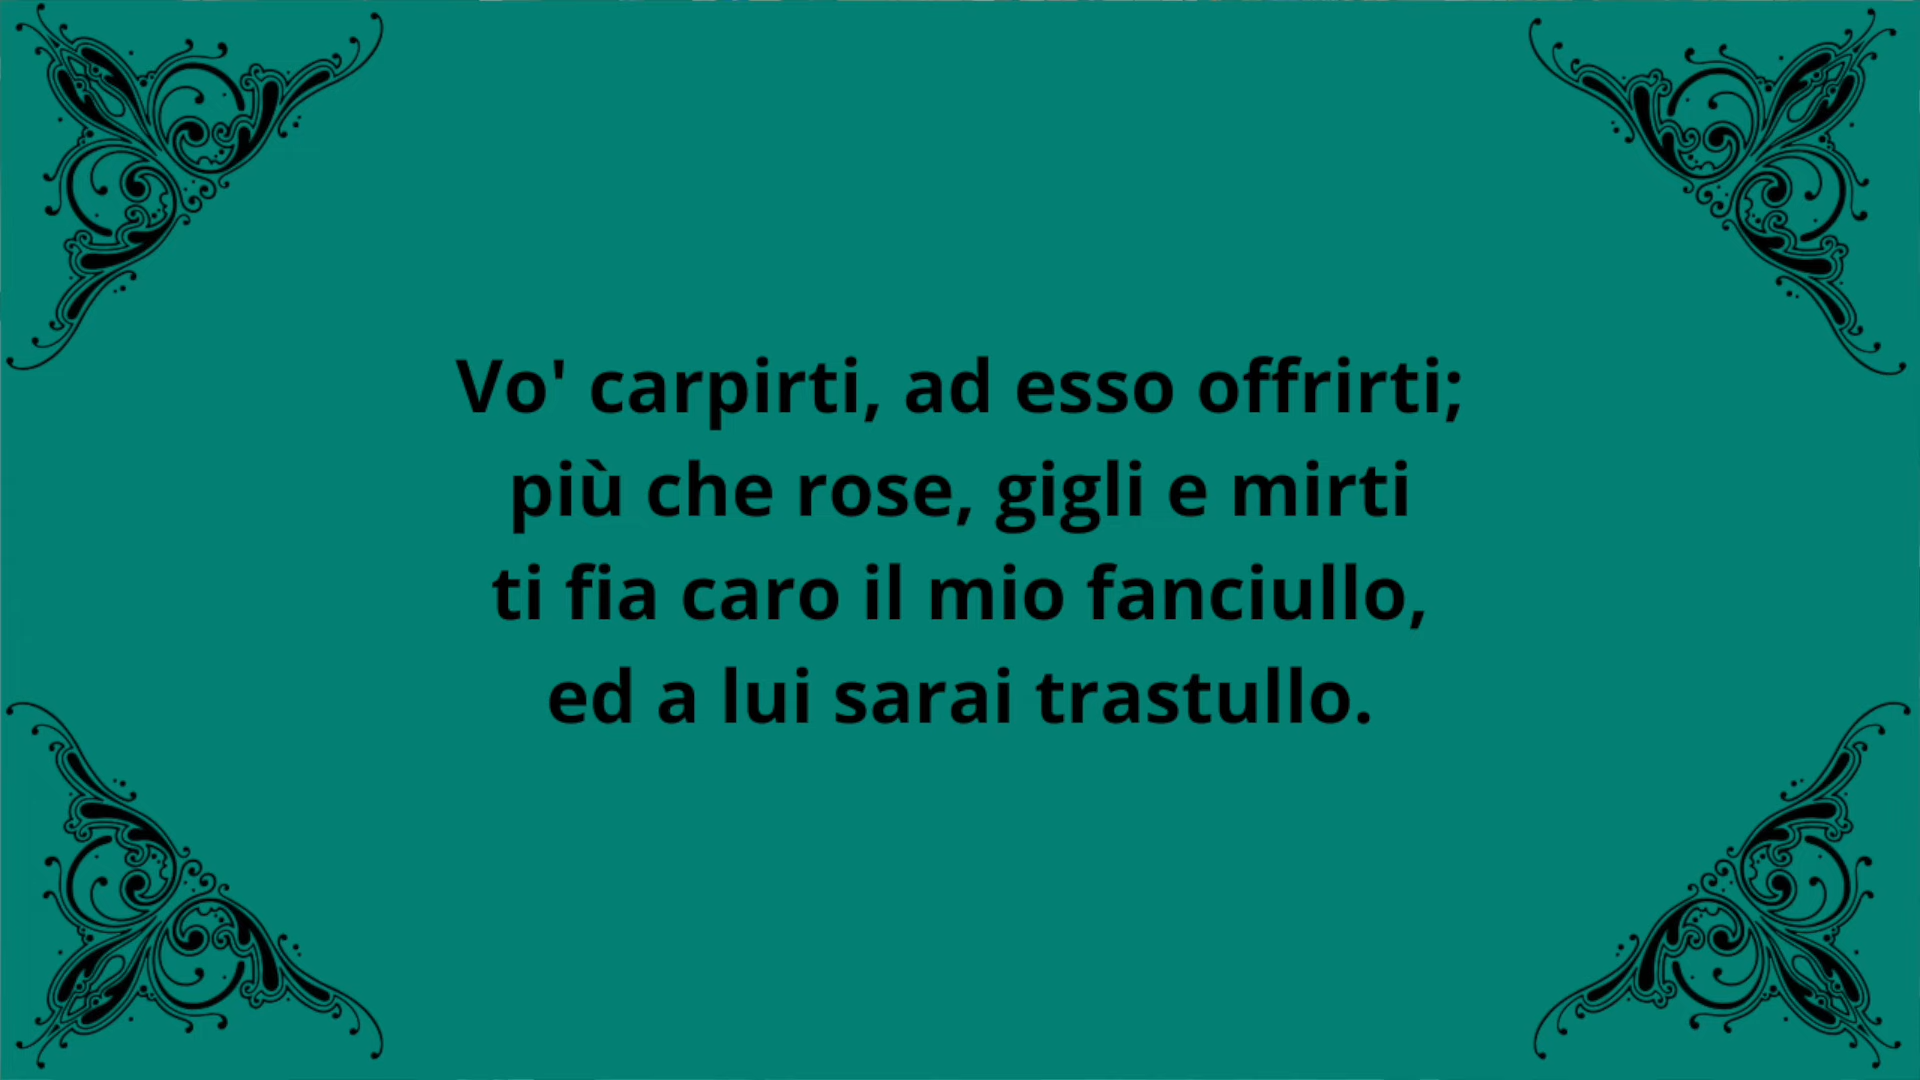 Vo' carpirti, ad esso offrirti;
più che rose, gigli e mirti
ti fia caro il mio fanciullo,
ed a lui sarai trastullo.